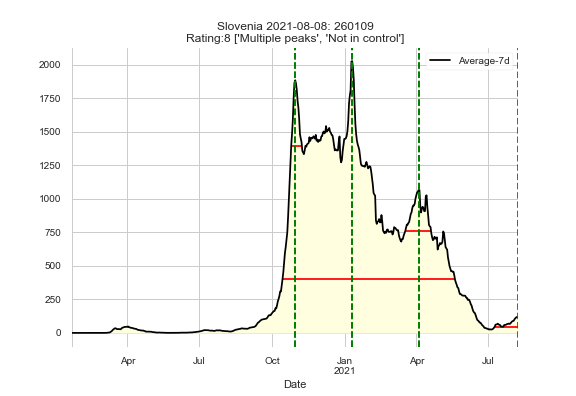 Slovenia 2021-08-08: 260109
Rating:8 ['Multiple peaks', 'Not in control']
Average-7d
2000
1750
1500
1250
1000
750
500
250
0
Apr
Jul
Oct
Jan
2021
Apr
Jul
Date